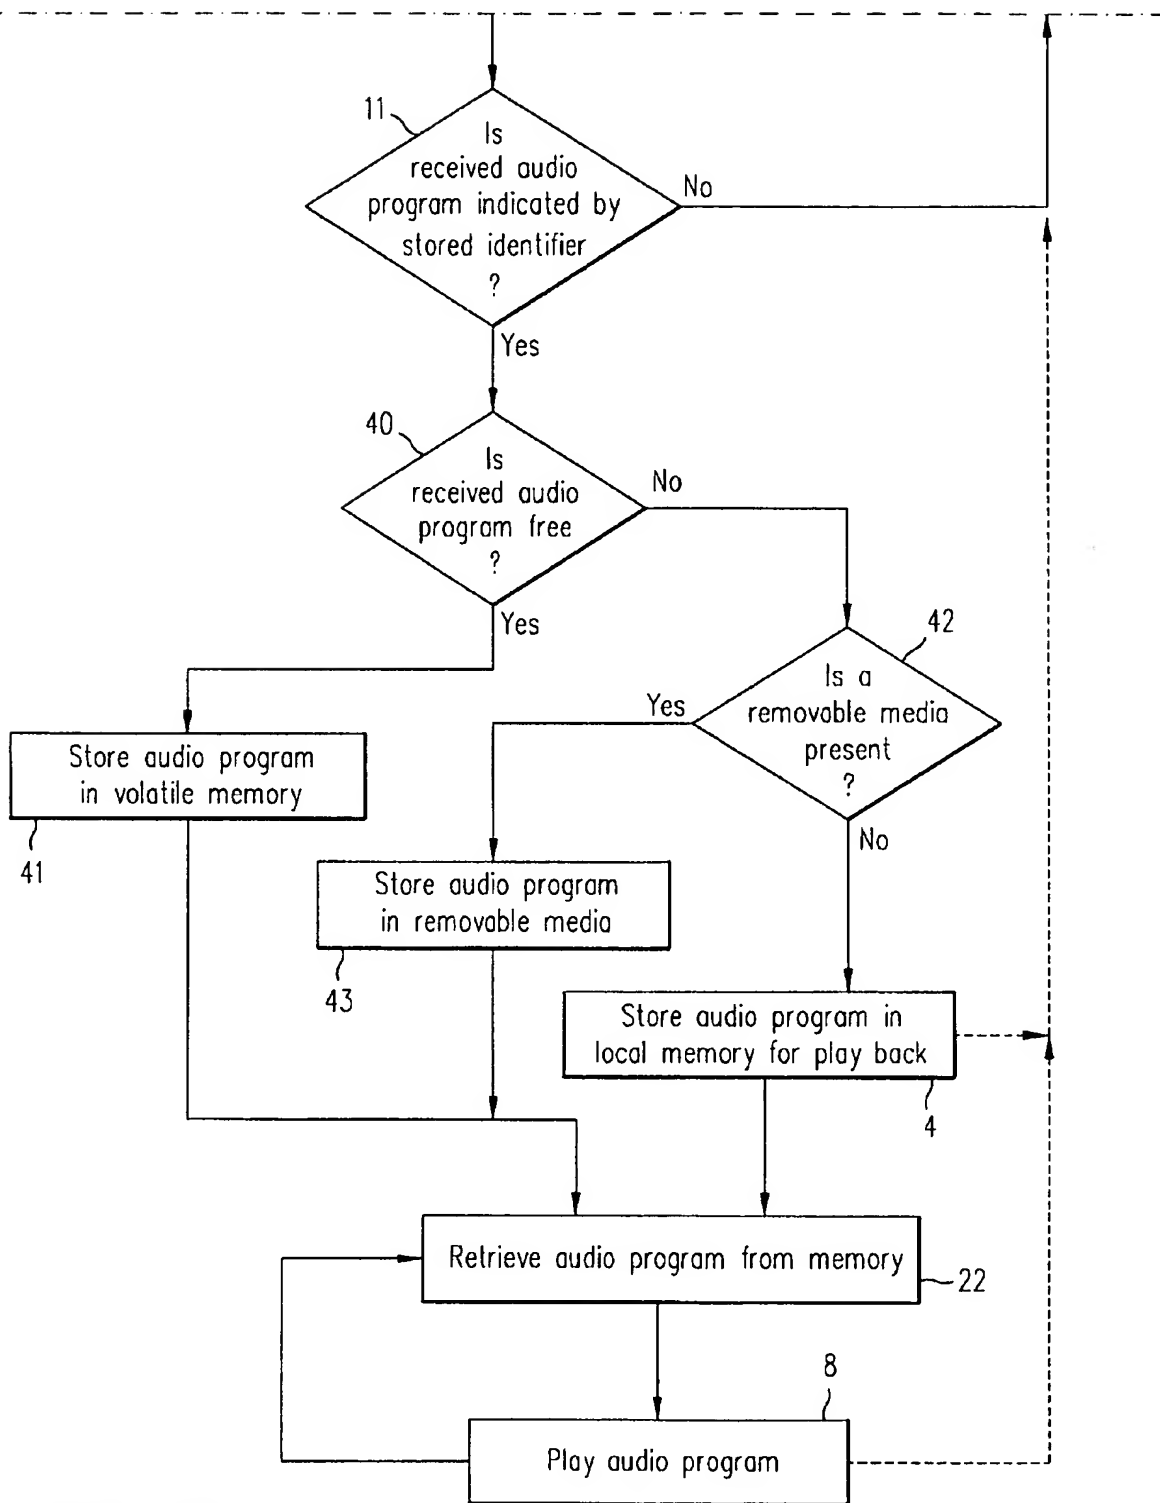 11
Is
received audio
program indicated by
stored identifier
?
No
Yes
40
Is
received audio
program free
?
No
Yes
42
Is a
removable media
present
?
Yes
No
Store audio program
in volatile memory
41
Store audio program
in removable media
43
Store audio program in
local memory for play back
4
Retrieve audio program from memory
22
8
Play audio program